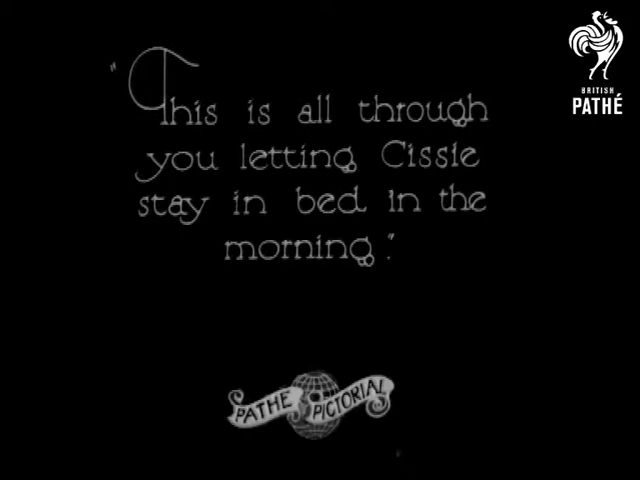 BRITISH
PATHÉ
"This is all through
you letting Cissie
stay in bed in the
morning."
PATHE PICTORIAL